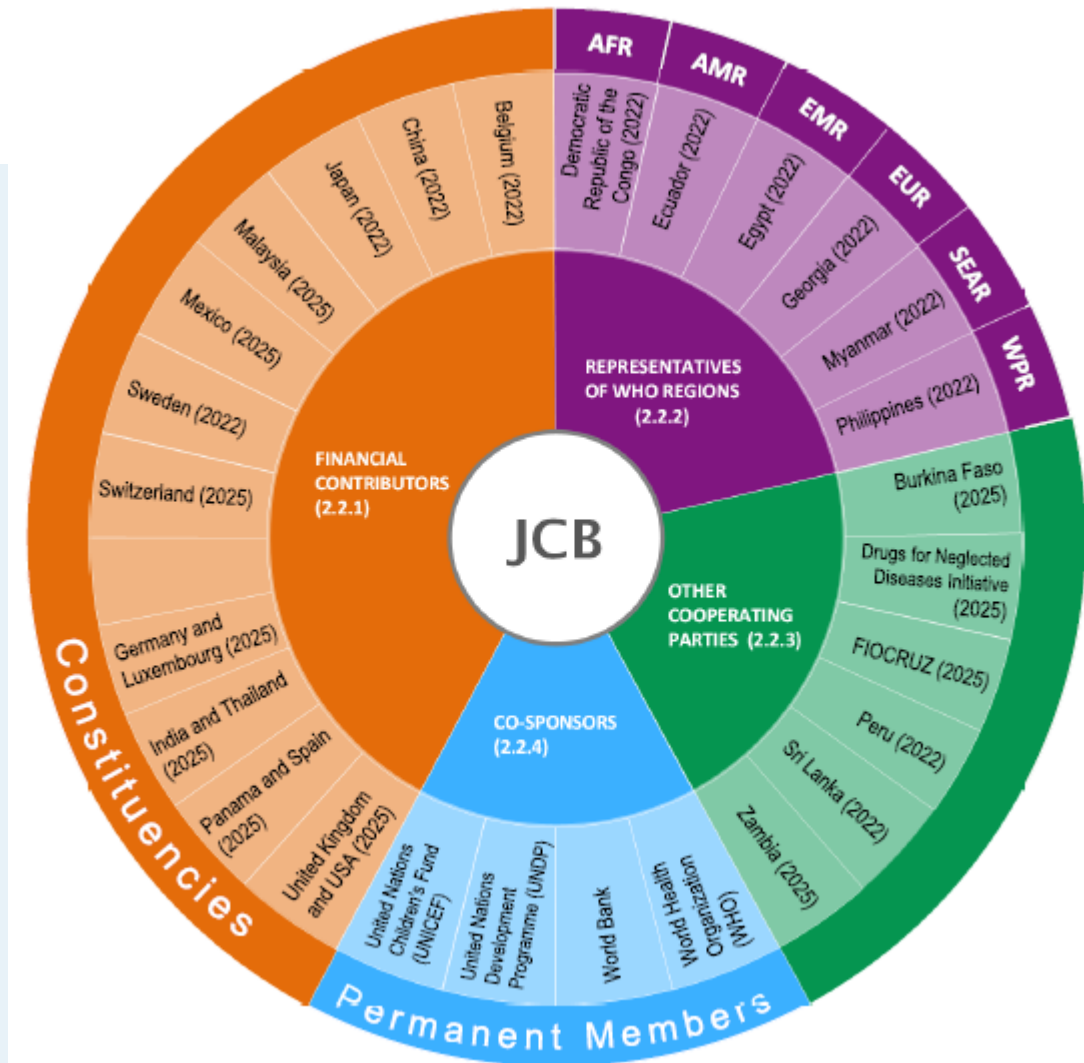 JCB
REPRESENTATIVES
OF WHO REGIONS
(2.2.2)
AFR
Democratic
Republic of the
Congo (2022)
AMR
Ecuador (2022)
EMR
Egypt (2022)
EUR
Georgia (2022)
SEAR
Myanmar (2022)
WPR
Philippines (2022)
OTHER
COOPERATING
PARTIES (2.2.3)
Burkina Faso
(2025)
Drugs for Neglected
Diseases Initiative
(2025)
FIOCRUZ (2025)
Peru (2022)
Sri Lanka (2022)
Zambia (2025)
CO-SPONSORS
(2.2.4)
World Health
Organization
(WHO)
World Bank
United Nations
Development
Programme (UNDP)
United Nations
Children's Fund
(UNICEF)
Permanent Members
FINANCIAL
CONTRIBUTORS
(2.2.1)
United Kingdom
and USA (2025)
Panama and Spain
(2025)
India and Thailand
(2025)
Germany and
Luxembourg (2025)
Constituencies
Switzerland (2025)
Sweden (2022)
Mexico (2025)
Malaysia (2025)
Japan (2022)
China (2022)
Belgium (2022)